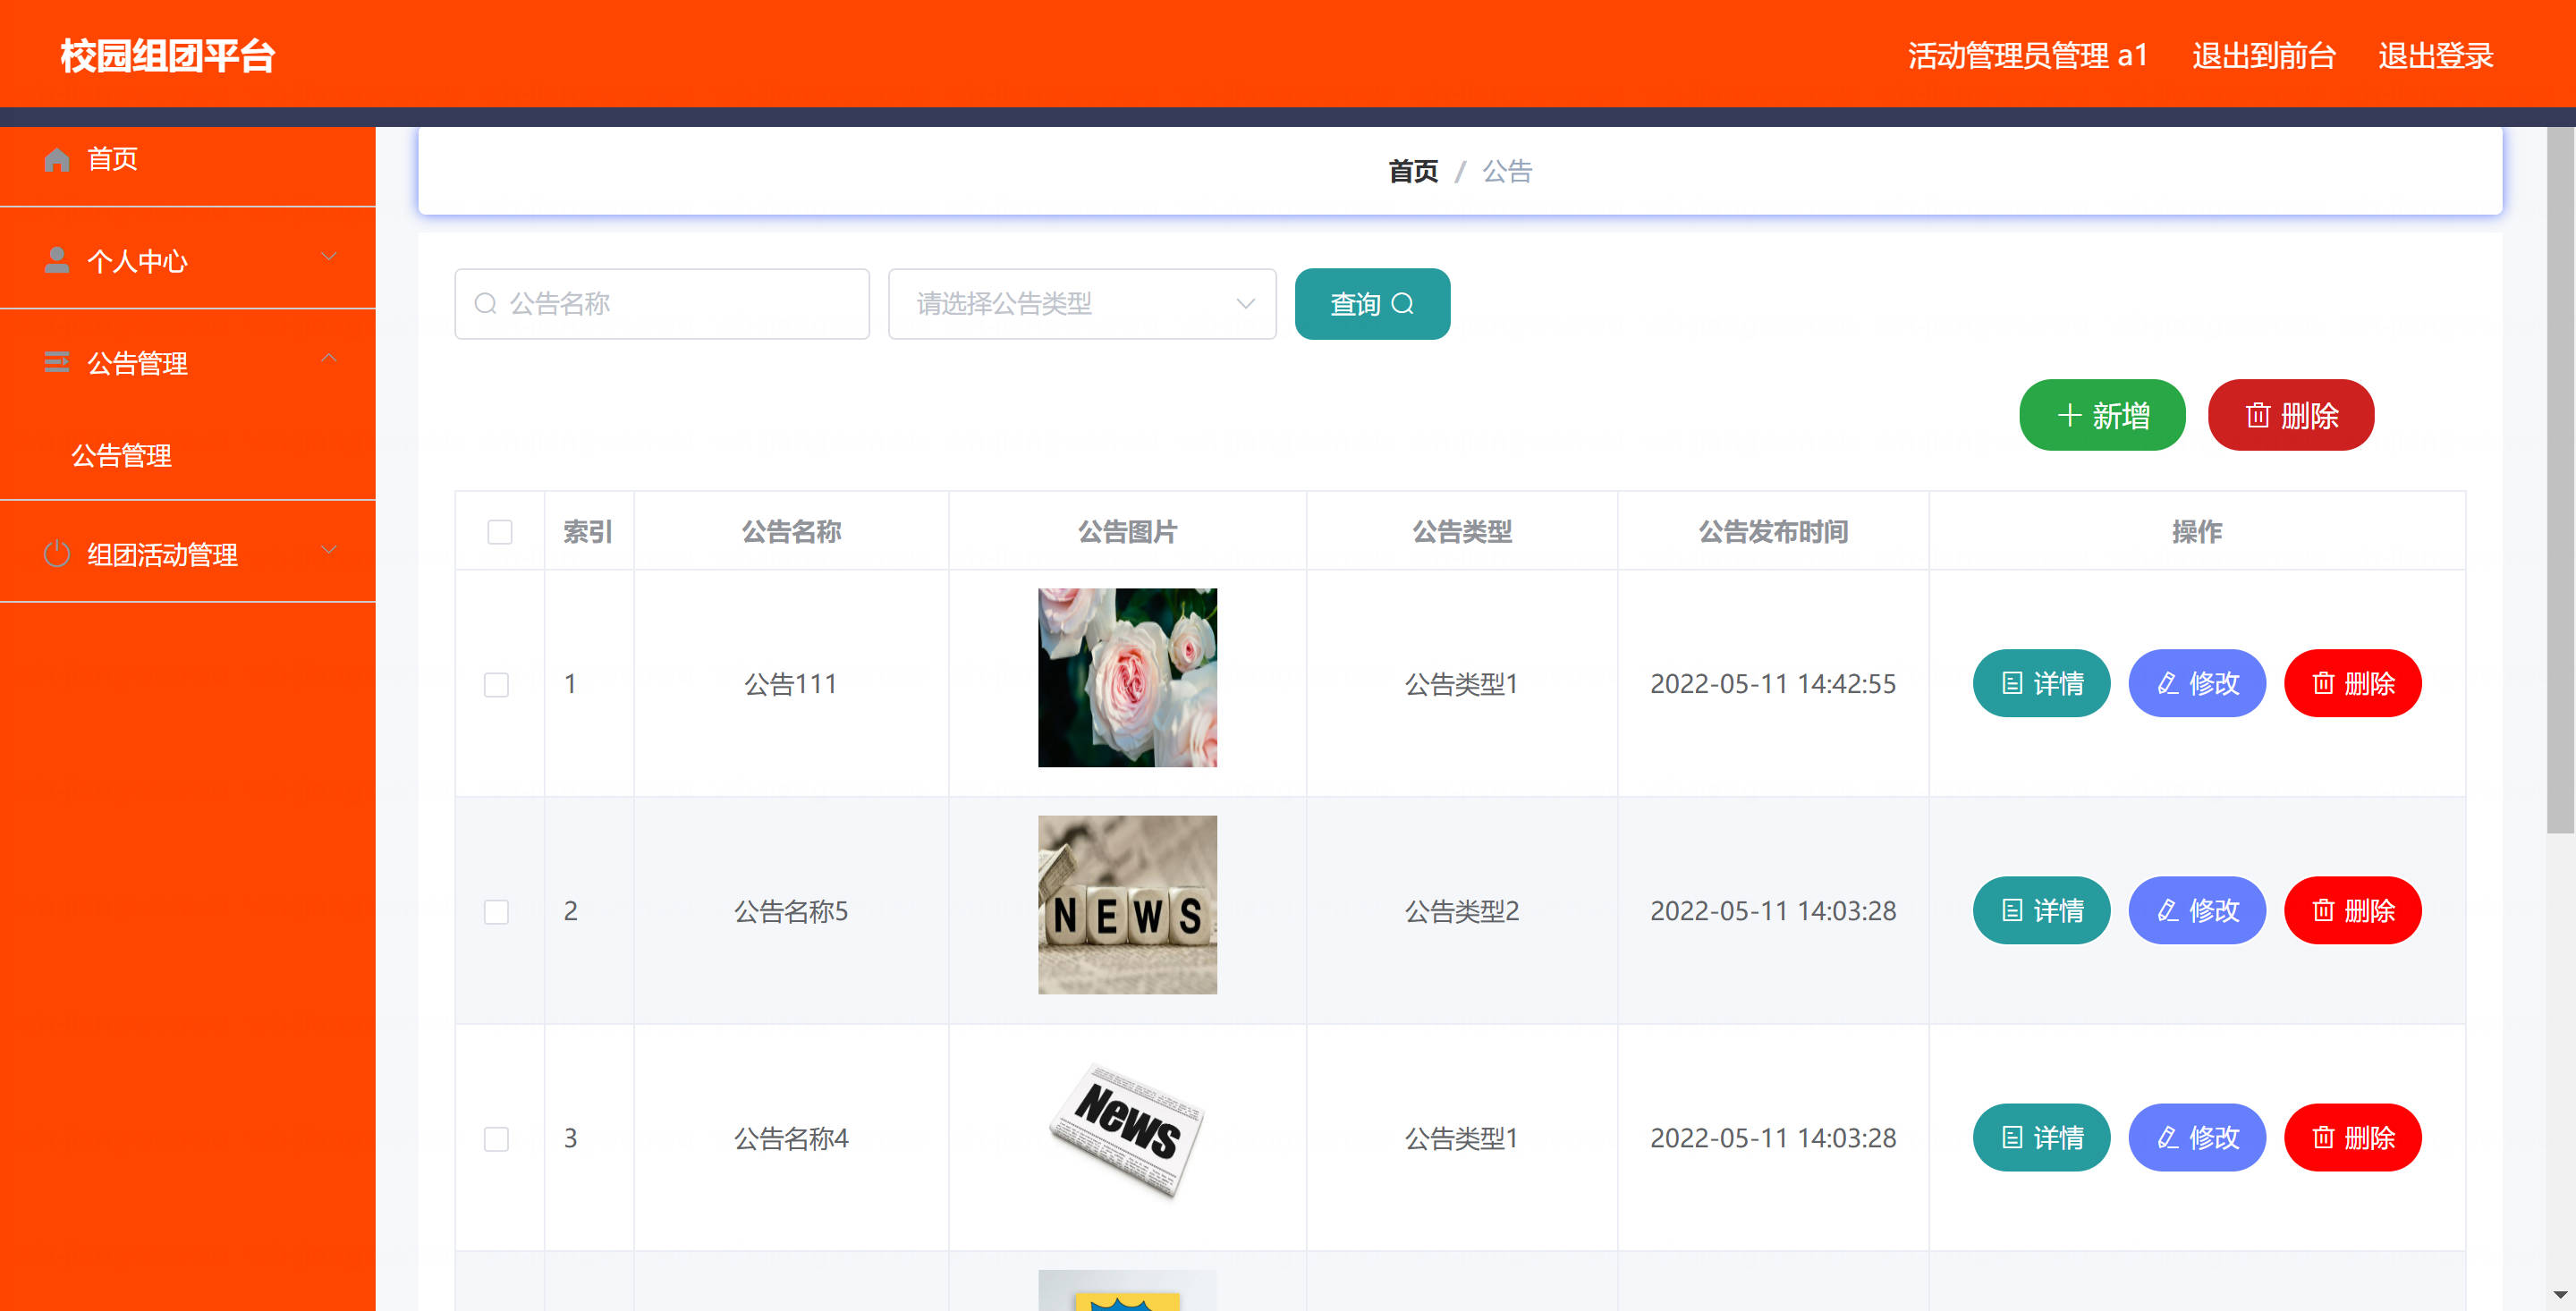 校园组团平台
活动管理员管理 a1 退出到前台 退出登录
首页
个人中心
公告管理
公告管理
组团活动管理
首页 / 公告
公告名称 请选择公告类型 查询
新增 删除
索引 公告名称 公告图片 公告类型 公告发布时间 操作
1 公告111 公告类型1 2022-05-11 14:42:55 详情 修改 删除
NEWS
2 公告名称5 公告类型2 2022-05-11 14:03:28 详情 修改 删除
News
3 公告名称4 公告类型1 2022-05-11 14:03:28 详情 修改 删除